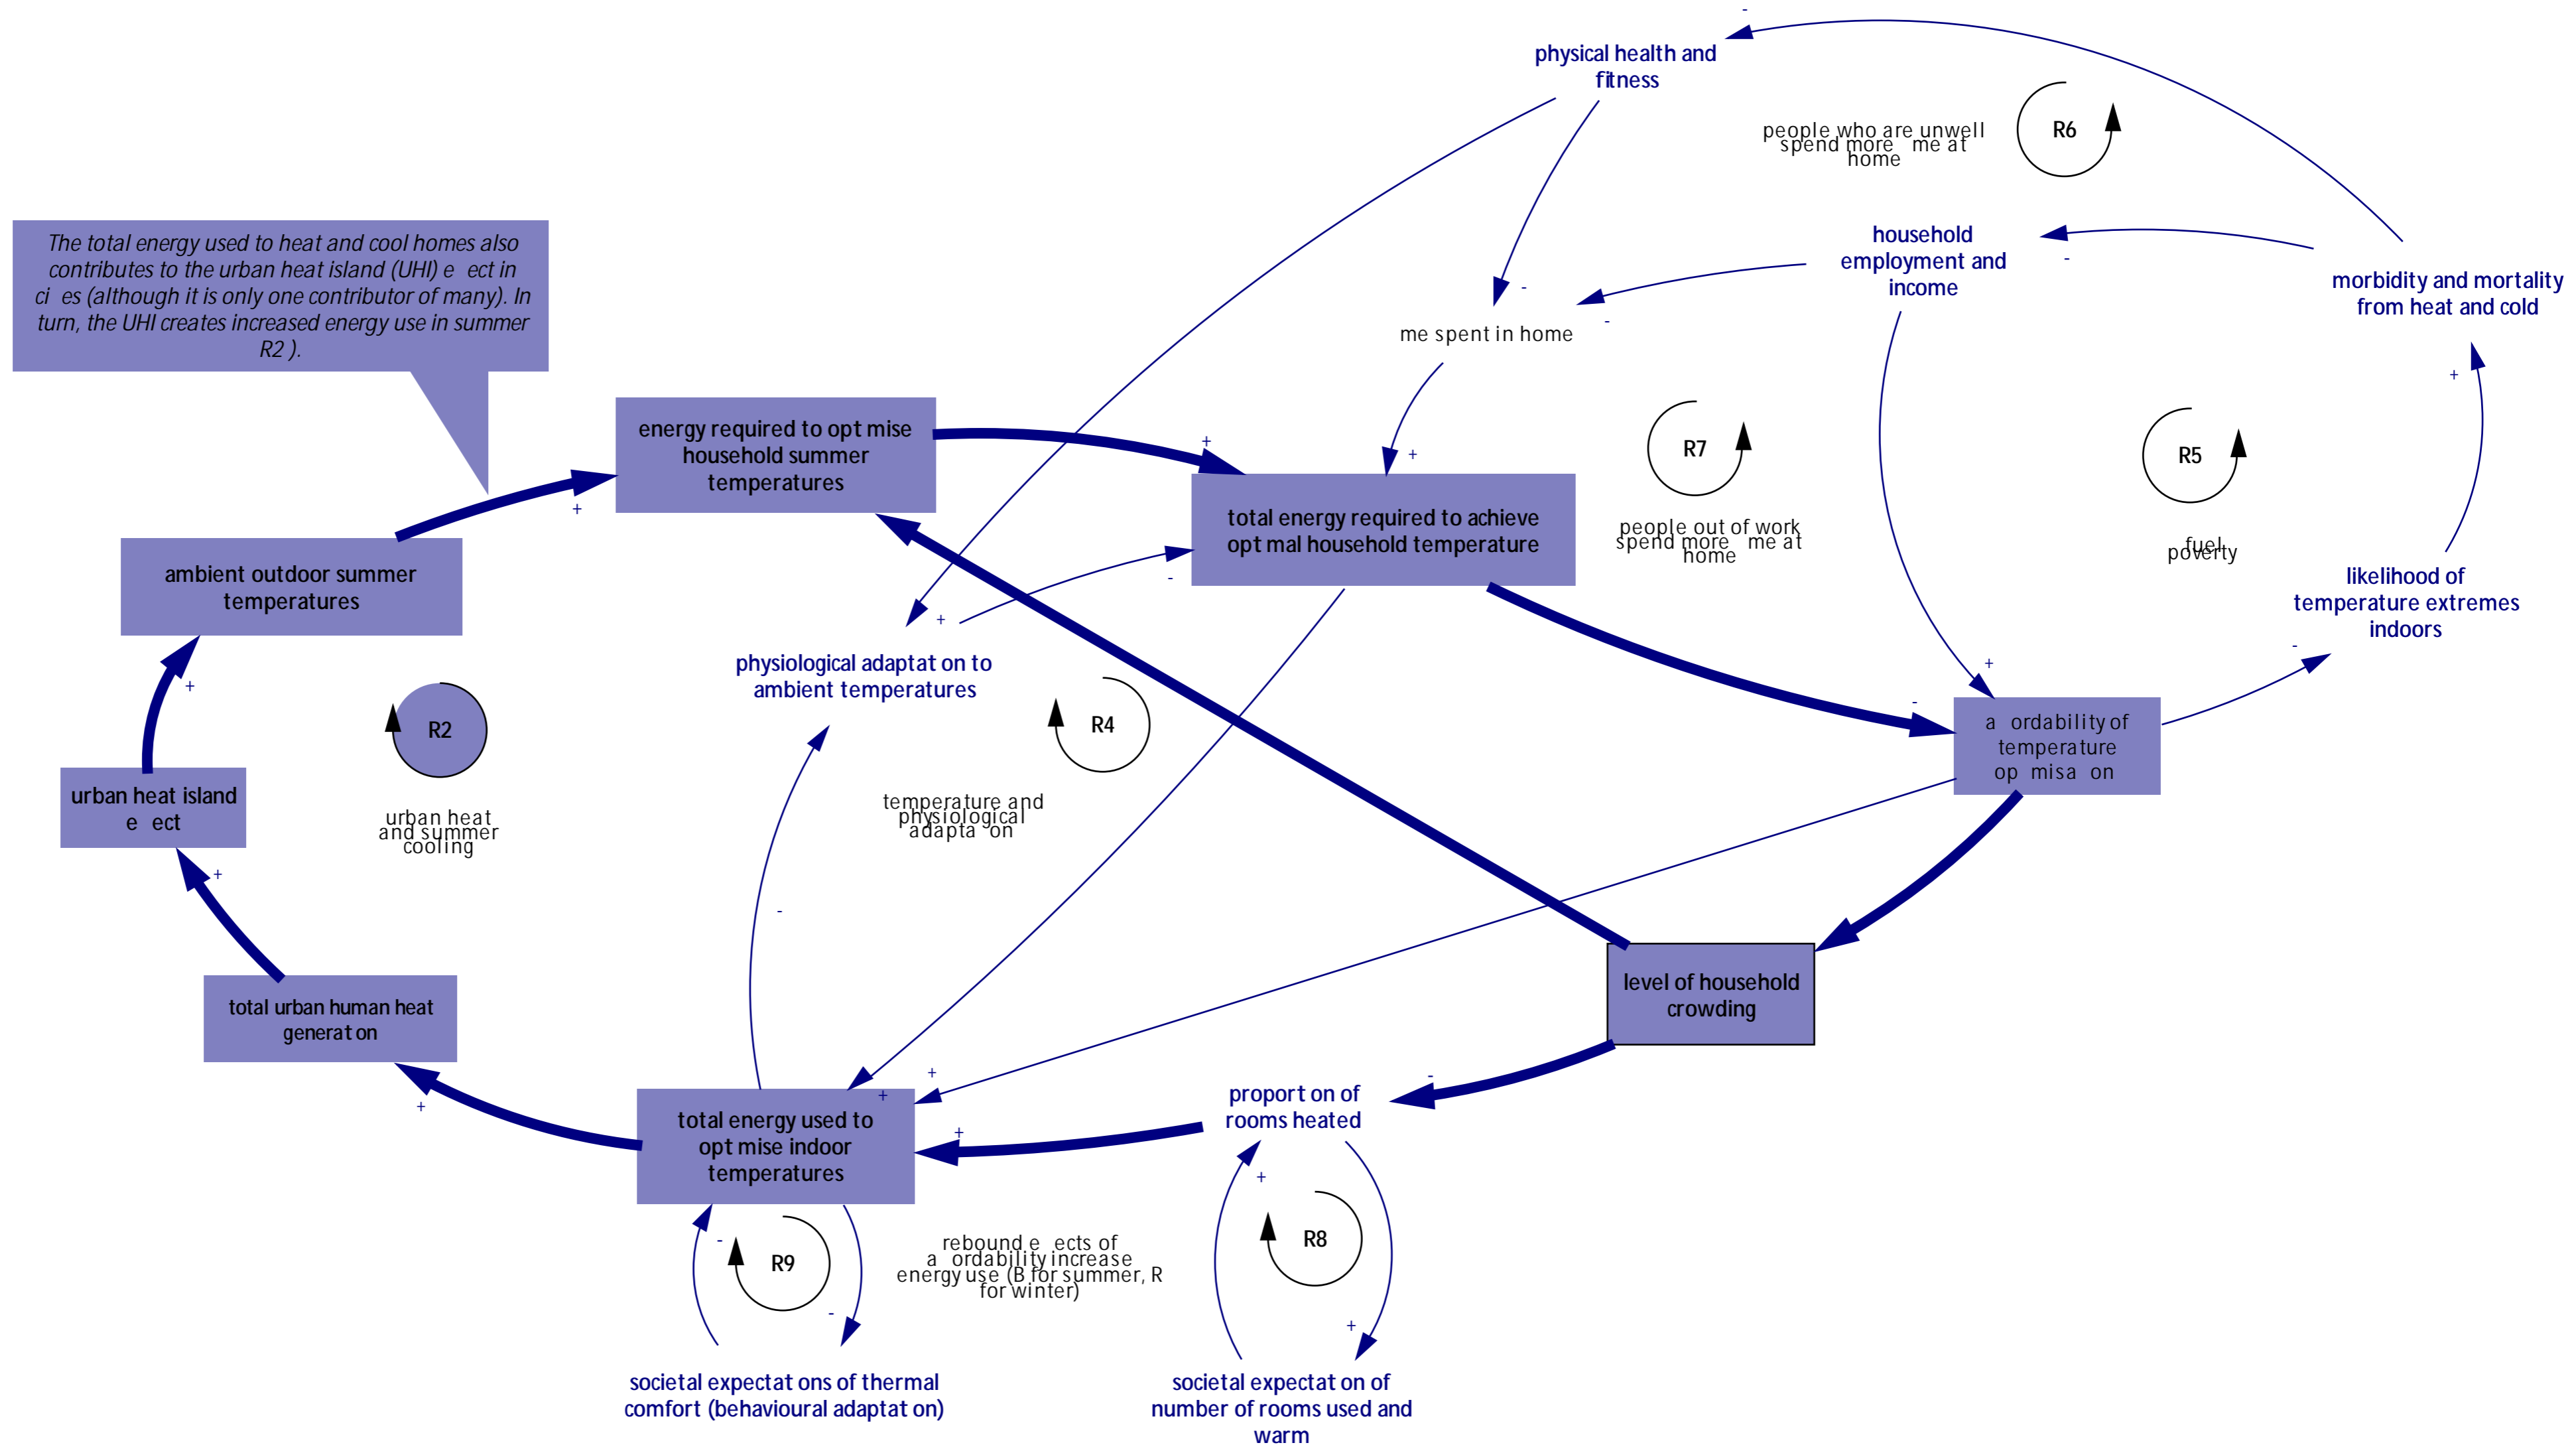 -
physical health and
fitness
people who are unwell
spend more me at
home
R6
The total energy used to heat and cool homes also
contributes to the urban heat island (UHI) e ect in
ci es (although it is only one contributor of many). In
turn, the UHI creates increased energy use in summer
R2 ).
household
employment and
income
-
morbidity and mortality
from heat and cold
-
-
me spent in home
+
energy required to opt mise
household summer
temperatures
+
+
R7
R5
+
total energy required to achieve
opt mal household temperature
people out of work
spend more me at
home
fuel
poverty
ambient outdoor summer
temperatures
-
likelihood of
temperature extremes
indoors
+
-
physiological adaptat on to
ambient temperatures
+
+
-
R2
R4
a ordability of
temperature
op misa on
urban heat island
e ect
urban heat
and summer
cooling
temperature and
physiological
adapta on
+
-
level of household
crowding
total urban human heat
generat on
+
+
+
-
proport on of
rooms heated
total energy used to
opt mise indoor
temperatures
+
+
-
R9
rebound e ects of
a ordability increase
energy use (B for summer, R
for winter)
R8
-
+
societal expectat ons of thermal
comfort (behavioural adaptat on)
societal expectat on of
number of rooms used and
warm